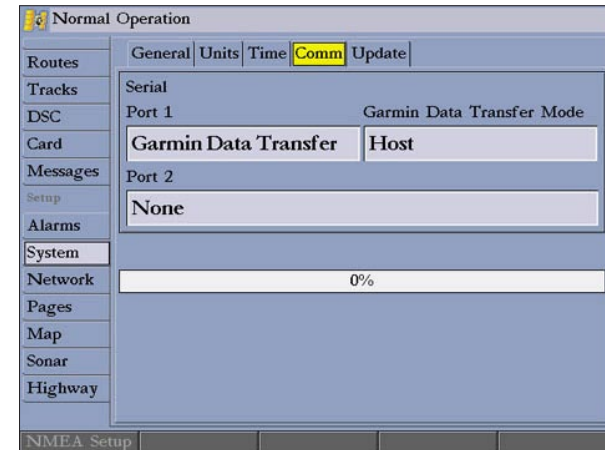 Normal Operation
General Units Time Comm Update
Routes
Tracks
DSC
Card
Messages
Setup
Alarms
System
Network
Pages
Map
Sonar
Highway
Serial
Port 1 Garmin Data Transfer Mode
Garmin Data Transfer Host
Port 2
None
0%
NMEA Setup